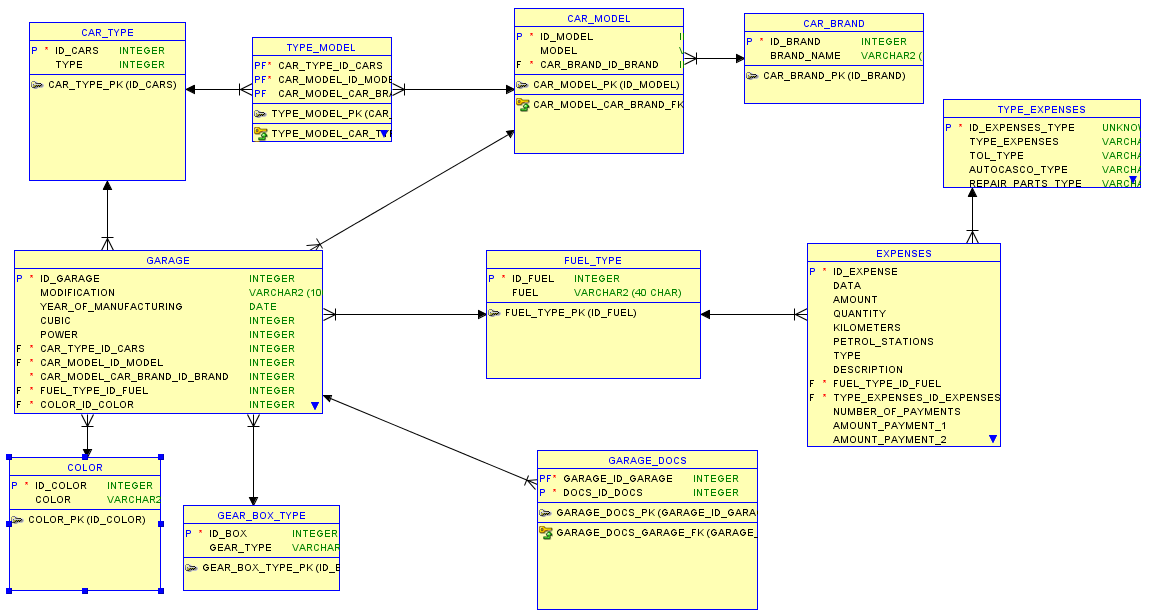 CAR_TYPE
P * ID_CARS INTEGER
TYPE INTEGER
CAR_TYPE_PK (ID_CARS)
TYPE_MODEL
PF* CAR_TYPE_ID_CARS
PF* CAR_MODEL_ID_MODE
PF CAR_MODEL_CAR_BRA
TYPE_MODEL_PK (CAR_
TYPE_MODEL_CAR_TYI
CAR_MODEL
P * ID_MODEL I
MODEL
F * CAR_BRAND_ID_BRAND I
CAR_MODEL_PK (ID_MODEL)
CAR_MODEL_CAR_BRAND_FK
CAR_BRAND
P * ID_BRAND INTEGER
BRAND_NAME VARCHAR2 (
CAR_BRAND_PK (ID_BRAND)
TYPE_EXPENSES
P * ID_EXPENSES_TYPE UNKNO
TYPE_EXPENSES VARCHA
TOL_TYPE VARCHA
AUTOCASCO_TYPE VARCHA
REPAIR_PARTS_TYPE VARCHA
GARAGE
P * ID_GARAGE INTEGER
MODIFICATION VARCHAR2 (10
YEAR_OF_MANUFACTURING DATE
CUBIC INTEGER
POWER INTEGER
F * CAR_TYPE_ID_CARS INTEGER
F * CAR_MODEL_ID_MODEL INTEGER
* CAR_MODEL_CAR_BRAND_ID_BRAND INTEGER
F * FUEL_TYPE_ID_FUEL INTEGER
F * COLOR_ID_COLOR INTEGER
FUEL_TYPE
P * ID_FUEL INTEGER
FUEL VARCHAR2 (40 CHAR)
FUEL_TYPE_PK (ID_FUEL)
EXPENSES
P * ID_EXPENSE
DATA
AMOUNT
QUANTITY
KILOMETERS
PETROL_STATIONS
TYPE
DESCRIPTION
F * FUEL_TYPE_ID_FUEL
F * TYPE_EXPENSES_ID_EXPENSES
NUMBER_OF_PAYMENTS
AMOUNT_PAYMENT_1
AMOUNT_PAYMENT_2
COLOR
P * ID_COLOR INTEGER
COLOR VARCHAR2
COLOR_PK (ID_COLOR)
GEAR_BOX_TYPE
P * ID_BOX INTEGER
GEAR_TYPE VARCHAR
GEAR_BOX_TYPE_PK (ID_E
GARAGE_DOCS
PF* GARAGE_ID_GARAGE INTEGER
P * DOCS_ID_DOCS INTEGER
GARAGE_DOCS_PK (GARAGE_ID_GARA
GARAGE_DOCS_GARAGE_FK (GARAGE_